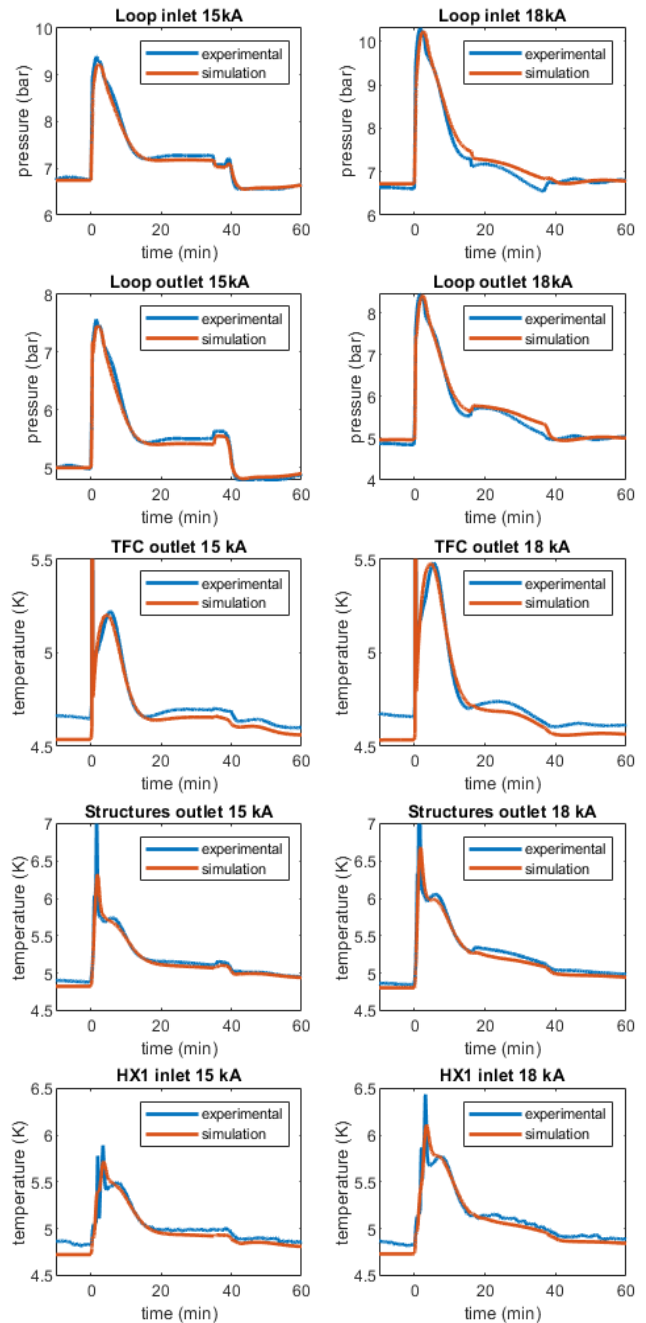 Loop inlet 15kA
experimental
simulation
pressure (bar)
10
9
8
7
6
0 20 40 60
time (min)
Loop inlet 18kA
experimental
simulation
pressure (bar)
10
9
8
7
6
0 20 40 60
time (min)
Loop outlet 15kA
experimental
simulation
pressure (bar)
8
7
6
5
0 20 40 60
time (min)
Loop outlet 18kA
experimental
simulation
pressure (bar)
8
7
6
5
4
0 20 40 60
time (min)
TFC outlet 15 kA
experimental
simulation
temperature (K)
5.5
5
4.5
0 20 40 60
time (min)
TFC outlet 18 kA
experimental
simulation
temperature (K)
5.5
5
4.5
0 20 40 60
time (min)
Structures outlet 15 kA
experimental
simulation
temperature (K)
7
6.5
6
5.5
5
4.5
0 20 40 60
time (min)
Structures outlet 18 kA
experimental
simulation
temperature (K)
7
6.5
6
5.5
5
4.5
0 20 40 60
time (min)
HX1 inlet 15 kA
experimental
simulation
temperature (K)
6.5
6
5.5
5
4.5
0 20 40 60
time (min)
HX1 inlet 18 kA
experimental
simulation
temperature (K)
6.5
6
5.5
5
4.5
0 20 40 60
time (min)